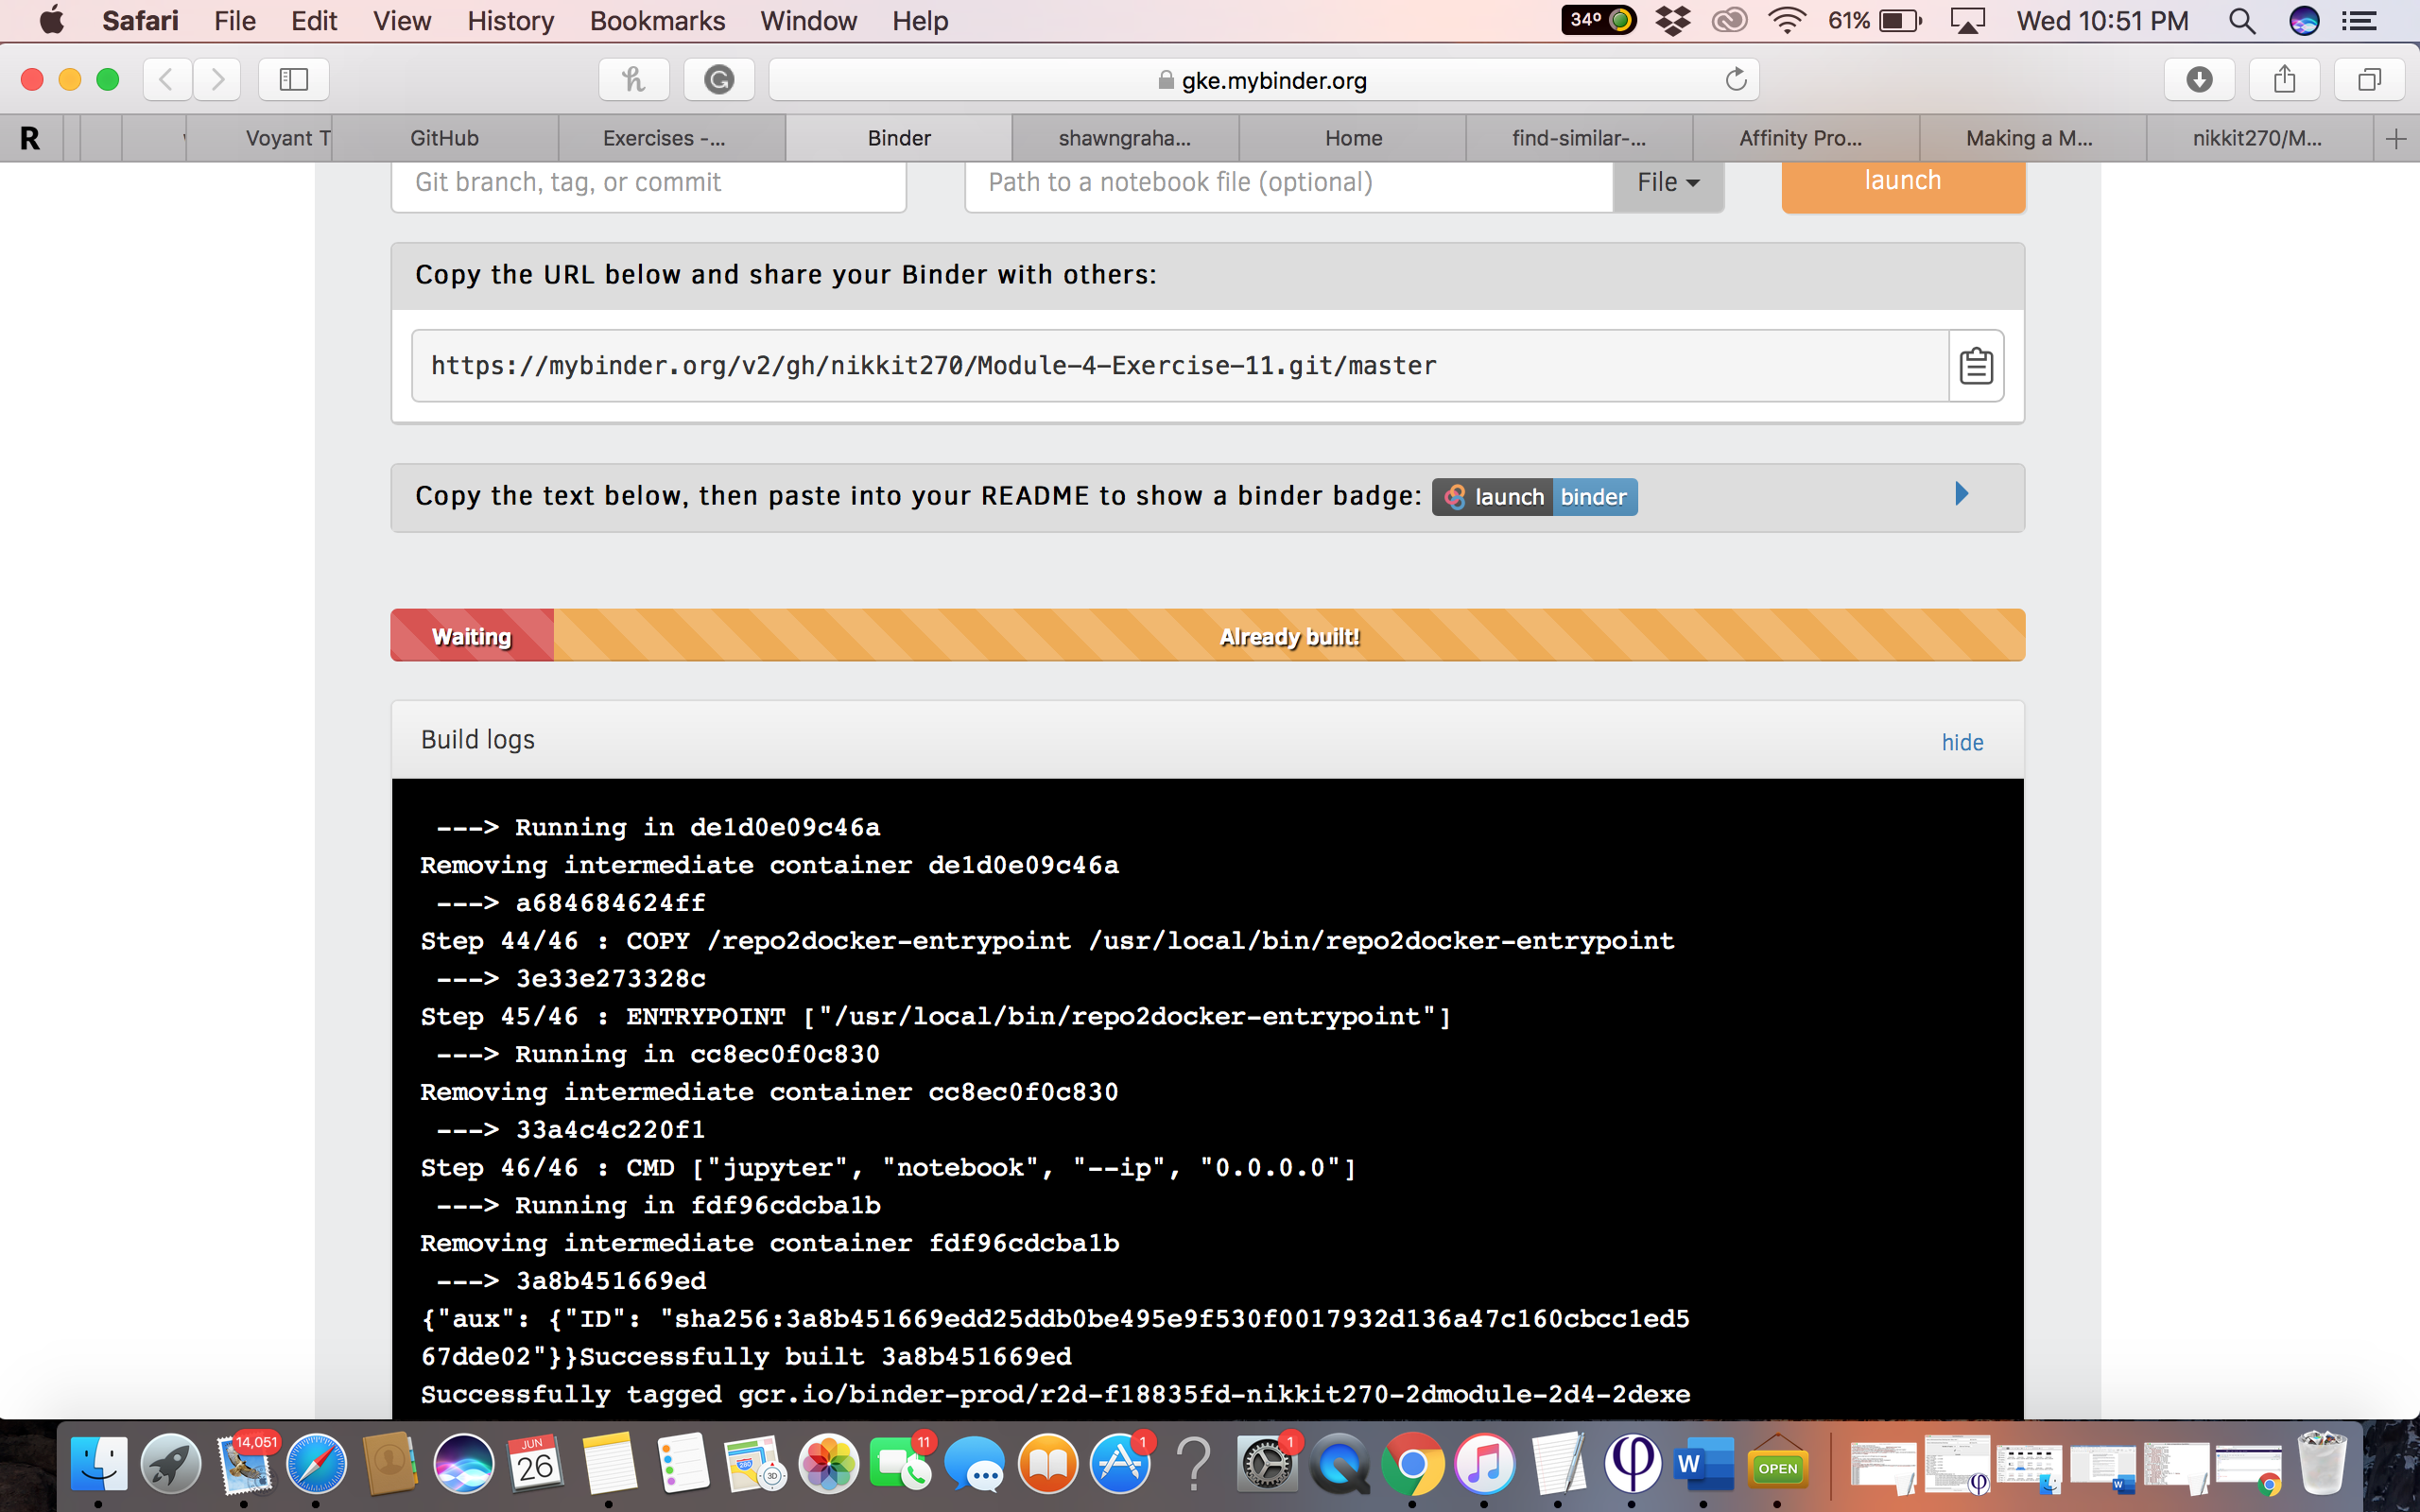 Safari File Edit View History Bookmarks Window Help 34° 61% Wed 10:51 PM
gke.mybinder.org
R Voyant T GitHub Exercises -... Binder shawngraha... Home find-similar-... Affinity Pro... Making a M... nikkit270/M...
Git branch, tag, or commit Path to a notebook file (optional) File launch
Copy the URL below and share your Binder with others:
https://mybinder.org/v2/gh/nikkit270/Module-4-Exercise-11.git/master
Copy the text below, then paste into your README to show a binder badge: launch binder
Waiting Already built!
Build logs hide
---> Running in de1d0e09c46a
Removing intermediate container de1d0e09c46a
---> a684684624ff
Step 44/46 : COPY /repo2docker-entrypoint /usr/local/bin/repo2docker-entrypoint
---> 3e33e273328c
Step 45/46 : ENTRYPOINT ["/usr/local/bin/repo2docker-entrypoint"]
---> Running in cc8ec0f0c830
Removing intermediate container cc8ec0f0c830
---> 33a4c4c220f1
Step 46/46 : CMD ["jupyter", "notebook", "--ip", "0.0.0.0"]
---> Running in fdf96cdcba1b
Removing intermediate container fdf96cdcba1b
---> 3a8b451669ed
{"aux": {"ID": "sha256:3a8b451669edd25ddb0be495e9f530f0017932d136a47c160cbcc1ed5
67dde02"}}Successfully built 3a8b451669ed
Successfully tagged gcr.io/binder-prod/r2d-f18835fd-nikkit270-2dmodule-2d4-2dexe
14,051 JUN 26 3D 11 1 1 W OPEN